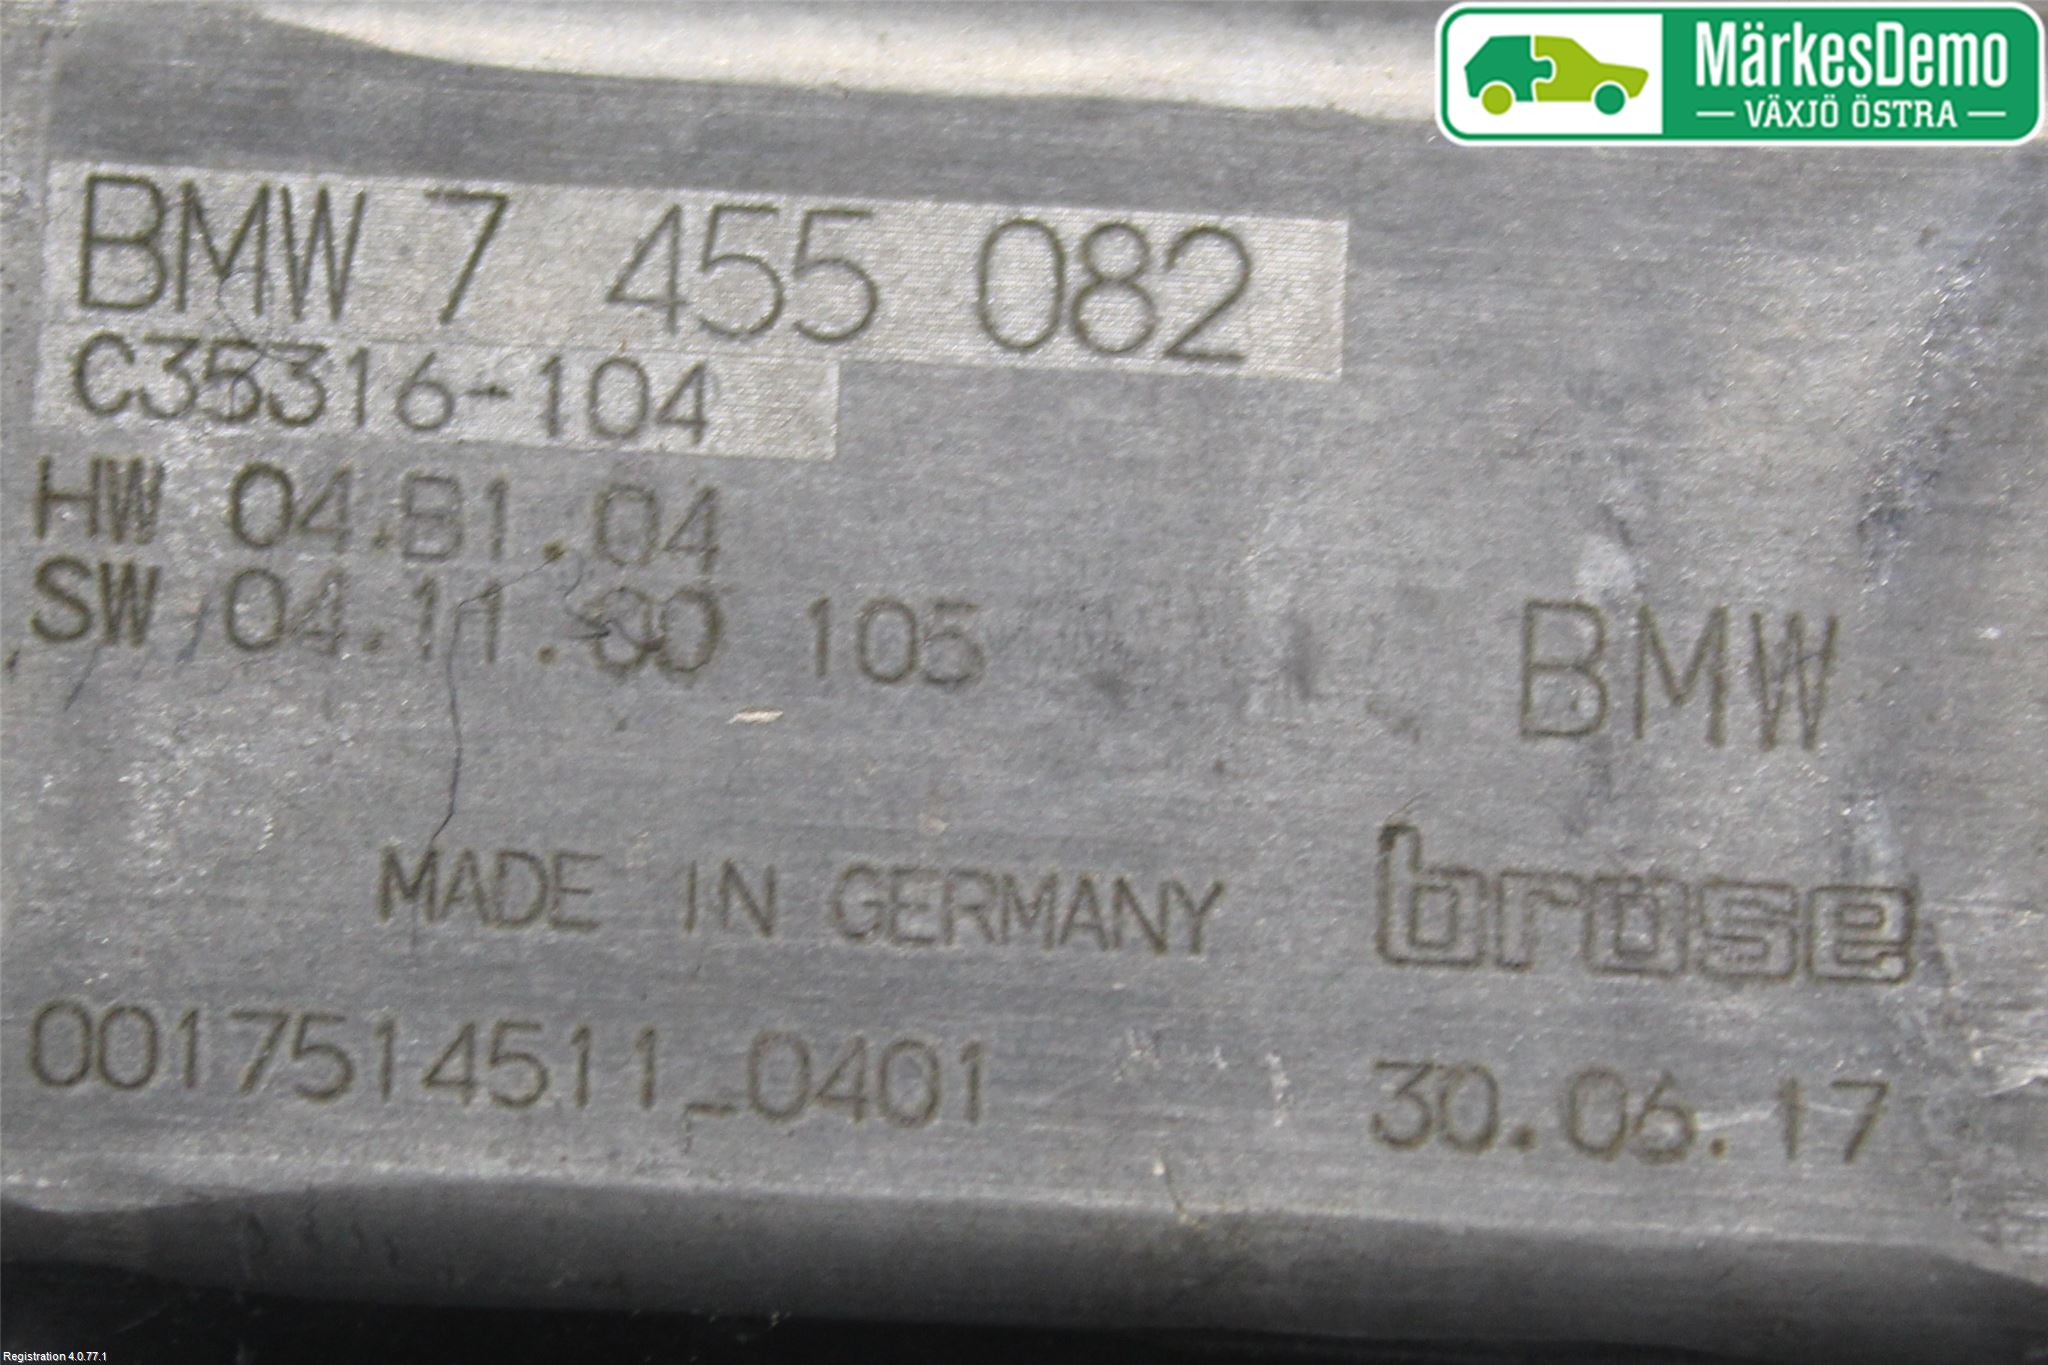 MärkesDemo
VÄXJÖ ÖSTRA
BMW 7 455 082
C35316-104
HW 04.B1.04
SW 04.11.80 105
BMW
brose
MADE IN GERMANY
0017514511_0401
30.06.17
Registration 4.0.77.1